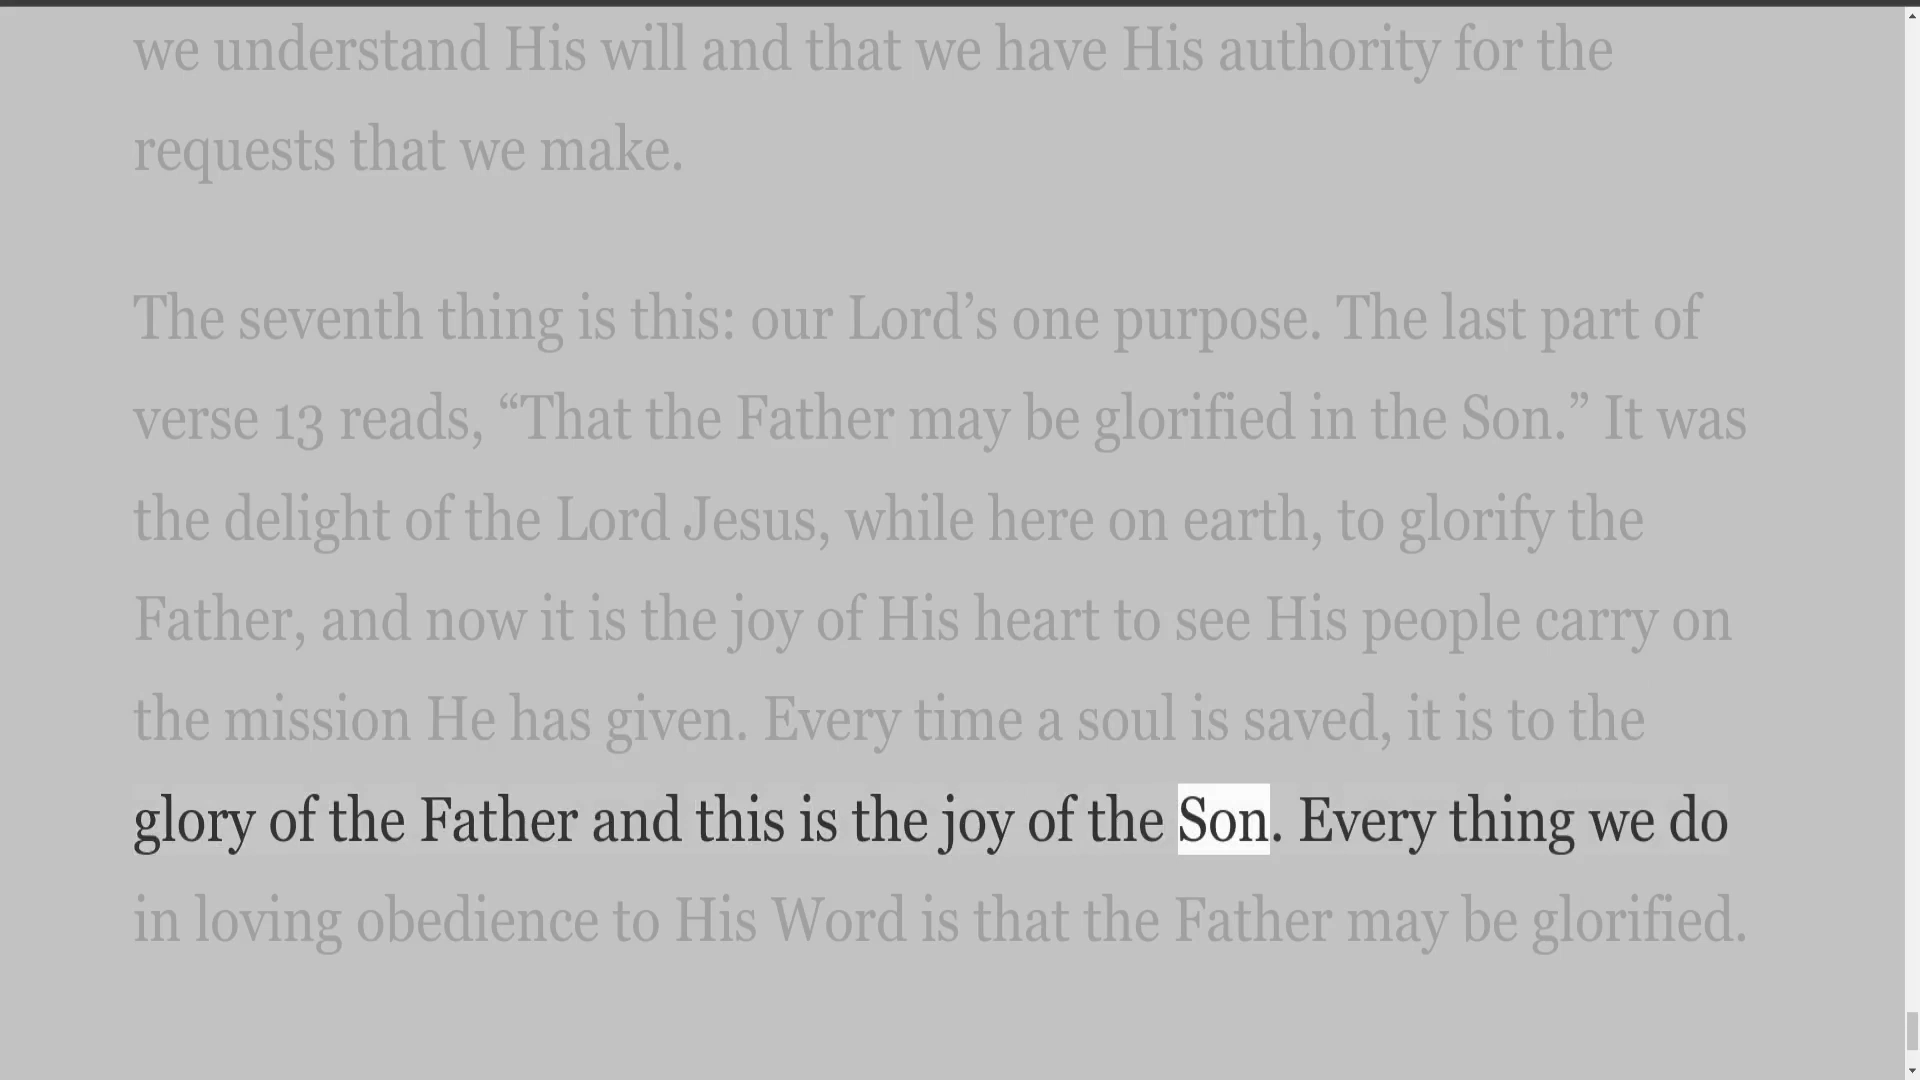 we understand His will and that we have His authority for the
requests that we make.
The seventh thing is this: our Lord’s one purpose. The last part of
verse 13 reads, “That the Father may be glorified in the Son.” It was
the delight of the Lord Jesus, while here on earth, to glorify the
Father, and now it is the joy of His heart to see His people carry on
the mission He has given. Every time a soul is saved, it is to the
glory of the Father and this is the joy of the Son. Every thing we do
in loving obedience to His Word is that the Father may be glorified.